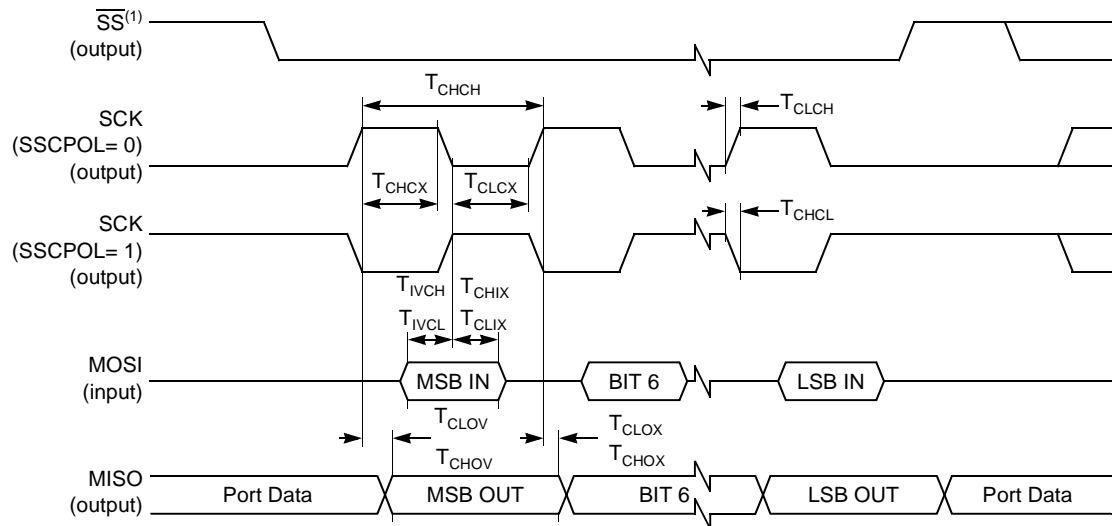 SS(1)
(output)
TCHCH
TCLCH
SCK
(SSCPOL= 0)
(output)
TCHCX
TCLCX
TCHCL
SCK
(SSCPOL= 1)
(output)
TIVCH
TCHIX
TIVCL
TCLIX
MOSI
(input)
MSB IN
BIT 6
LSB IN
TCLOV
TCLOX
TCHOV
TCHOX
MISO
(output)
Port Data
MSB OUT
BIT 6
LSB OUT
Port Data